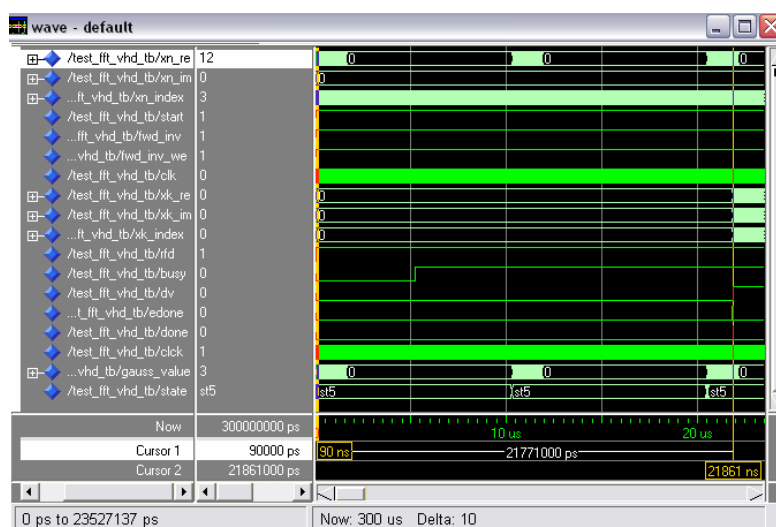 wave - default
/test_fft_vhd_tb/xn_re 12 0 0 0
/test_fft_vhd_tb/xn_im 0 0
...ft_vhd_tb/xn_index 3
/test_fft_vhd_tb/start 1
...fft_vhd_tb/fwd_inv 1
...vhd_tb/fwd_inv_we 1
/test_fft_vhd_tb/clk 0
/test_fft_vhd_tb/xk_re 0 0
/test_fft_vhd_tb/xk_im 0 0
...ft_vhd_tb/xk_index 0 0
/test_fft_vhd_tb/rfd 1
/test_fft_vhd_tb/busy 0
/test_fft_vhd_tb/dv 0
...t_fft_vhd_tb/edone 0
/test_fft_vhd_tb/done 0
/test_fft_vhd_tb/clck 1
...vhd_tb/gauss_value 3 0 0 0
/test_fft_vhd_tb/state st5 st5 st5 st5
Now 300000000 ps 10 us 20 us
Cursor 1 90000 ps 90 ns 21771000 ps
Cursor 2 21861000 ps 21861 ns
0 ps to 23527137 ps Now: 300 us Delta: 10